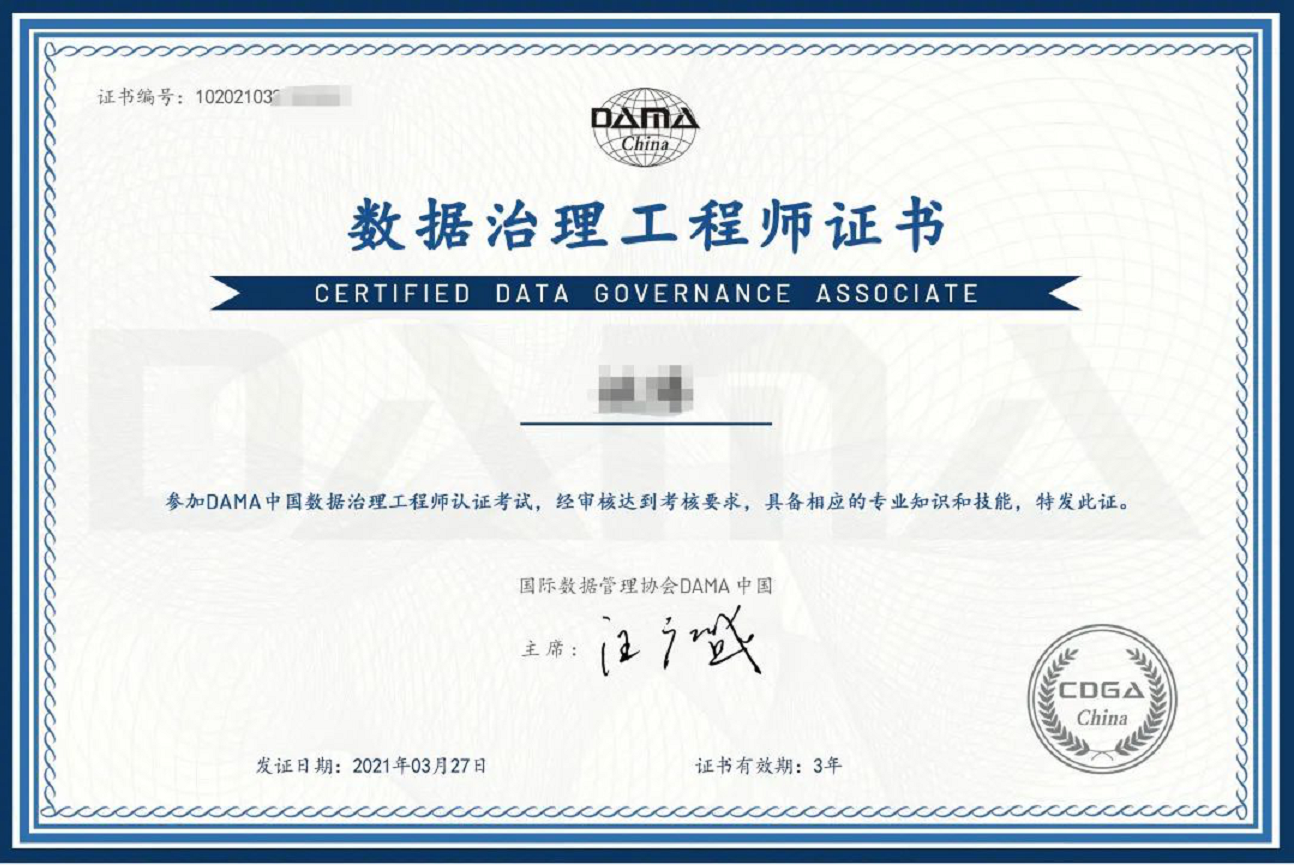 证书编号：102021033
DAMA
China
数据治理工程师证书
CERTIFIED DATA GOVERNANCE ASSOCIATE
DAMA
参加DAMA中国数据治理工程师认证考试，经审核达到考核要求，具备相应的专业知识和技能，特发此证。
国际数据管理协会DAMA 中国
主席：汪广盛
CDGA
China
发证日期：2021年03月27日
证书有效期：3年